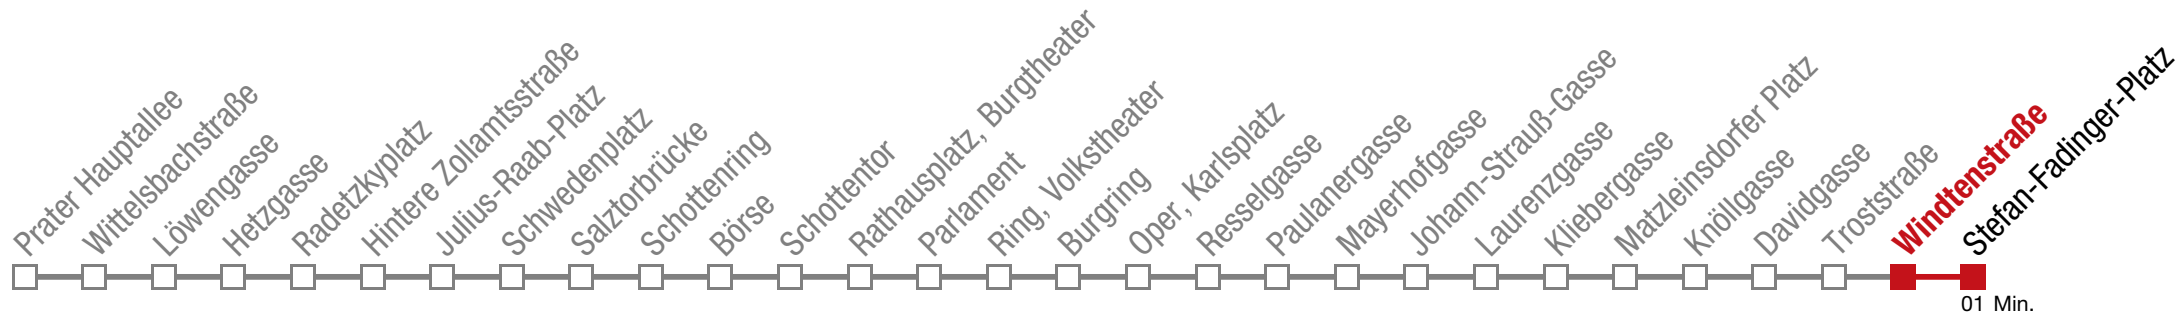 Prater Hauptallee
Wittelsbachstraße
Löwengasse
Hetzgasse
Radetzkyplatz
Hintere Zollamtsstraße
Julius-Raab-Platz
Schwedenplatz
Salztorbrücke
Schottenring
Börse
Schottentor
Rathausplatz, Burgtheater
Parlament
Ring, Volkstheater
Burgring
Oper, Karlsplatz
Resselgasse
Paulanergasse
Mayerhofgasse
Johann-Strauß-Gasse
Laurenzgasse
Kliebergasse
Matzleinsdorfer Platz
Knöllgasse
Davidgasse
Troststraße
Windtenstraße
Stefan-Fadinger-Platz
01 Min.